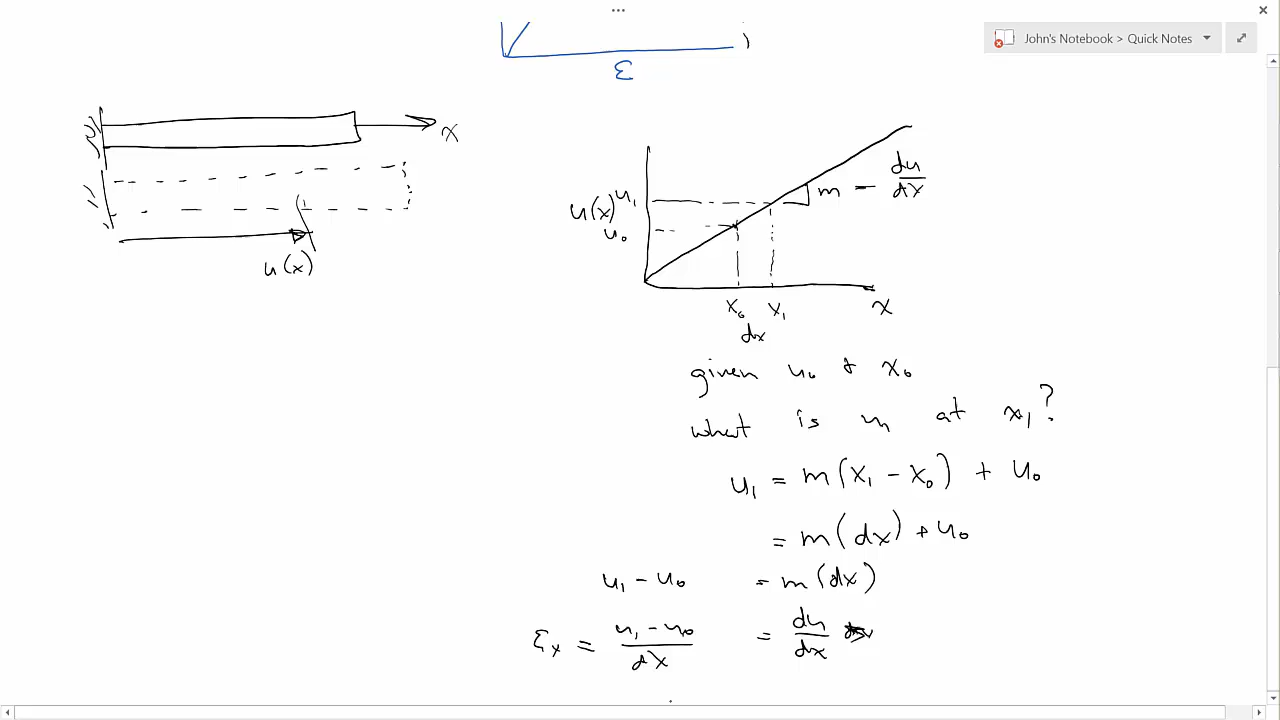 ...
John's Notebook > Quick Notes
ε
x
u(x)
u(x)
u₁
u₀
m = du/dx
x₀ x₁
dx
x
given u₀ & x₀
what is u at x₁?
u₁ = m(x₁ - x₀) + u₀
= m(dx) + u₀
u₁ - u₀ = m(dx)
εₓ = (u₁ - u₀)/dx = du/dx